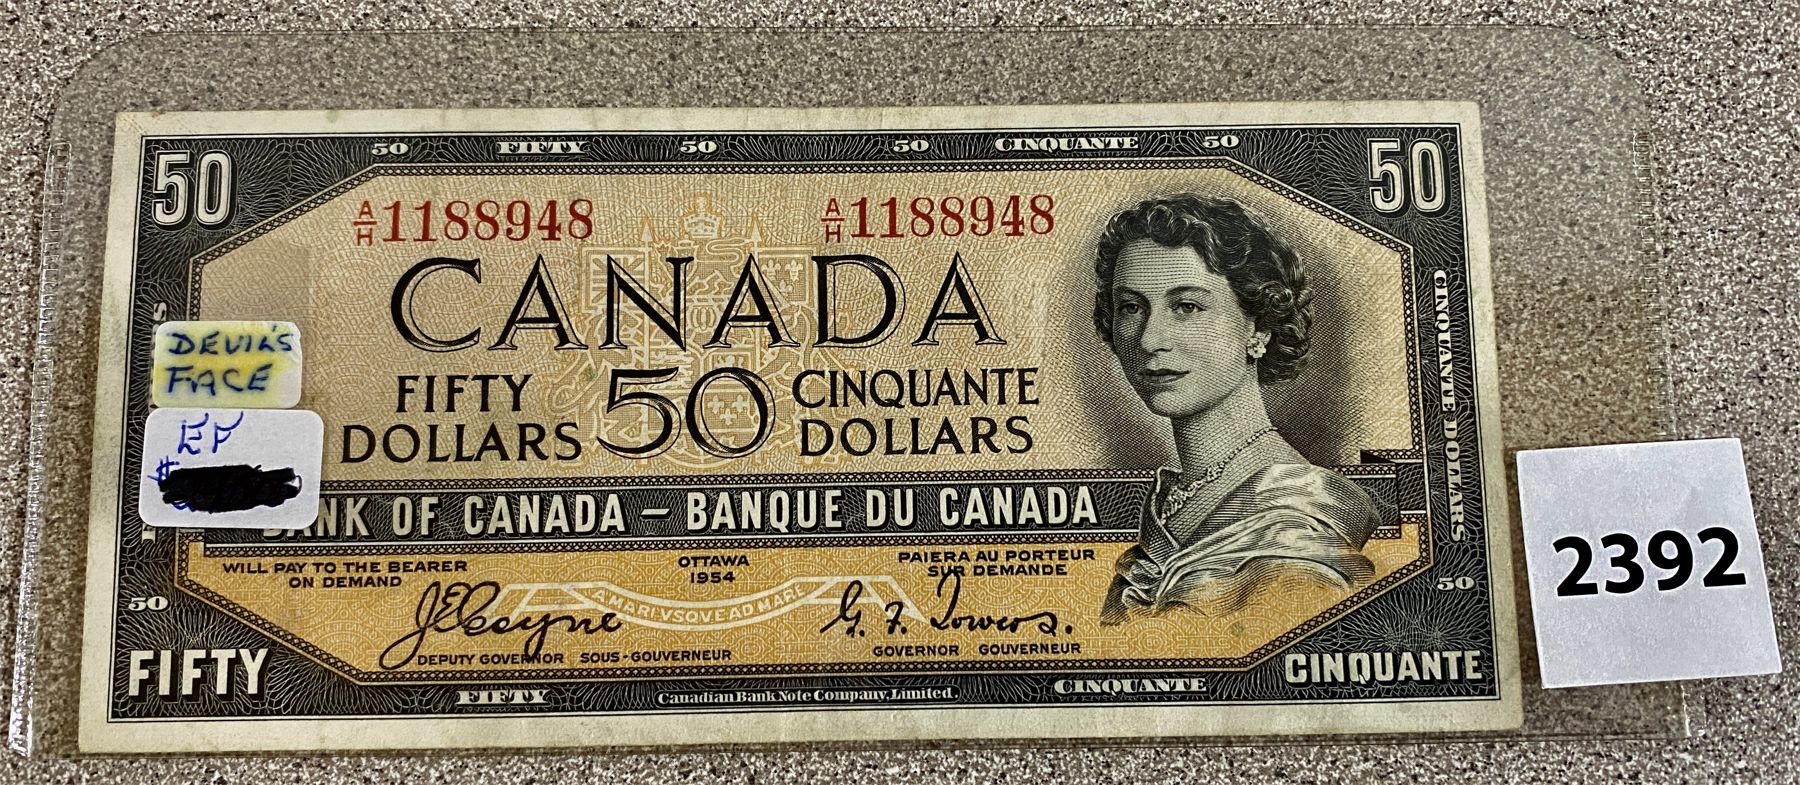 50 FIFTY 50 50 CINQUANTE 50
50 50
A/H 1188948 A/H 1188948
CANADA
FIFTY DOLLARS 50 CINQUANTE DOLLARS
CINQUANTE DOLLARS
DEVIL'S
FACE
EF
$
BANK OF CANADA – BANQUE DU CANADA
WILL PAY TO THE BEARER
ON DEMAND
OTTAWA
1954
PAIERA AU PORTEUR
SUR DEMANDE
A MARI VSQVE AD MARE
50 50
J.E. Coyne
G. F. Towers.
DEPUTY GOVERNOR SOUS-GOUVERNEUR
GOVERNOR GOUVERNEUR
FIFTY CINQUANTE
FIFTY Canadian Bank Note Company, Limited. CINQUANTE
2392